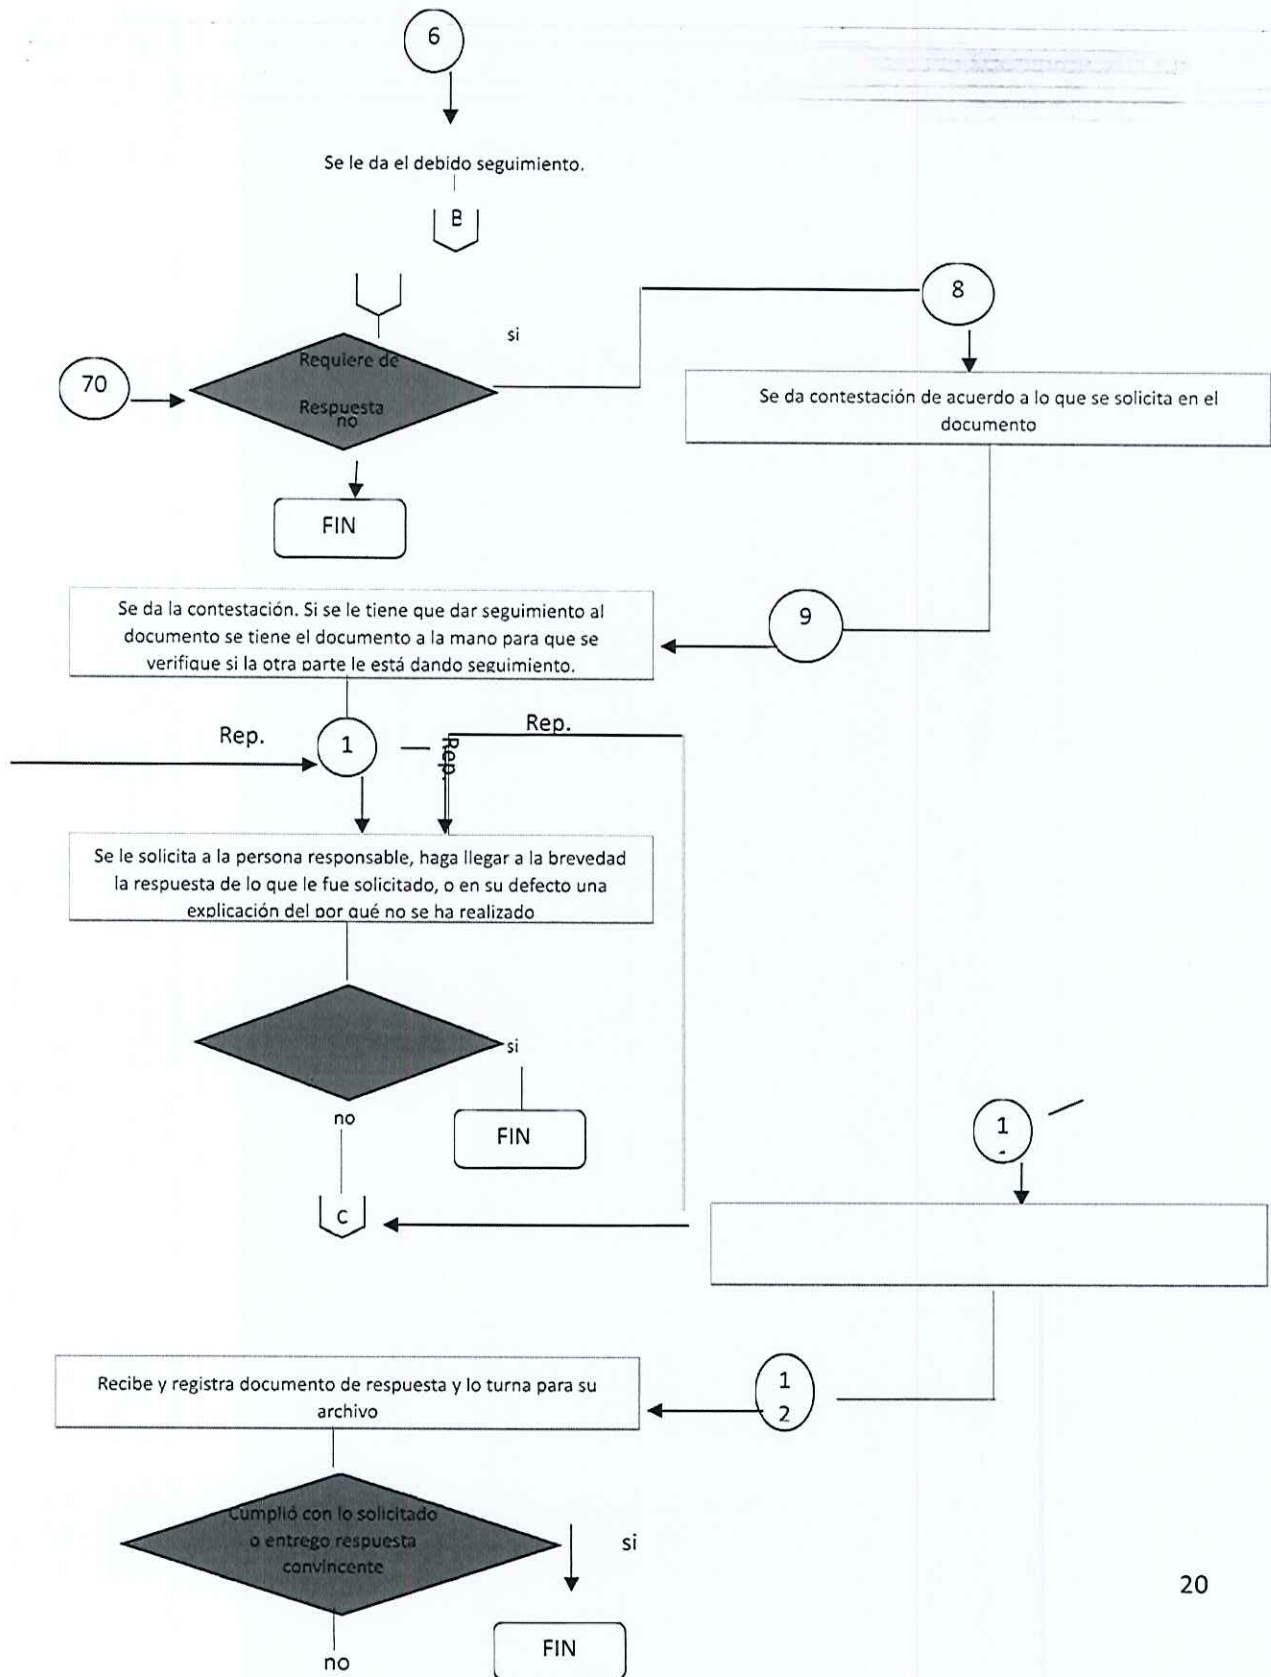 6
Se le da el debido seguimiento.
B
si
8
70
Requiere de
Respuesta
no
Se da contestación de acuerdo a lo que se solicita en el
documento
FIN
Se da la contestación. Si se le tiene que dar seguimiento al
documento se tiene el documento a la mano para que se
verifique si la otra parte le está dando seguimiento.
9
Rep.
1
Rep.
Rep.
Se le solicita a la persona responsable, haga llegar a la brevedad
la respuesta de lo que le fue solicitado, o en su defecto una
explicación del por qué no se ha realizado
si
no
FIN
1
C
Recibe y registra documento de respuesta y lo turna para su
archivo
1
2
Cumplió con lo solicitado
o entrego respuesta
convincente
si
20
FIN
no